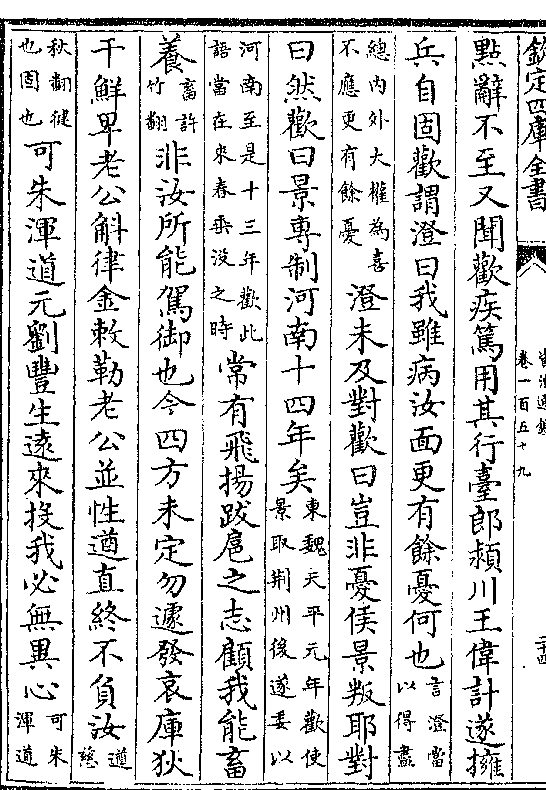 欽定四庫全書
資治通鑑
卷一百五十九
二十四
點辭不至又聞歡疾篤用其行臺郎潁川王偉計遂擁
兵自固歡謂澄曰我雖病汝面更有餘憂何也言澄當
以得盡
總内外大權為喜
不應更有餘憂
澄未及對歡曰豈非憂侯景叛耶對
曰然歡曰景專制河南十四年矣東魏天平元年歡使
景取荆州後遂委以
河南至是十三年歡此
語當在來春垂没之時
常有飛揚跋扈之志顧我能畜
養畜許
竹翻
非汝所能駕御也今四方未定勿遽發哀庫狄
干鮮卑老公斛律金敕勒老公並性遒直終不負汝遒
慈
秋翻健
也固也
可朱渾道元劉豐生遠來投我必無異心可朱
渾道